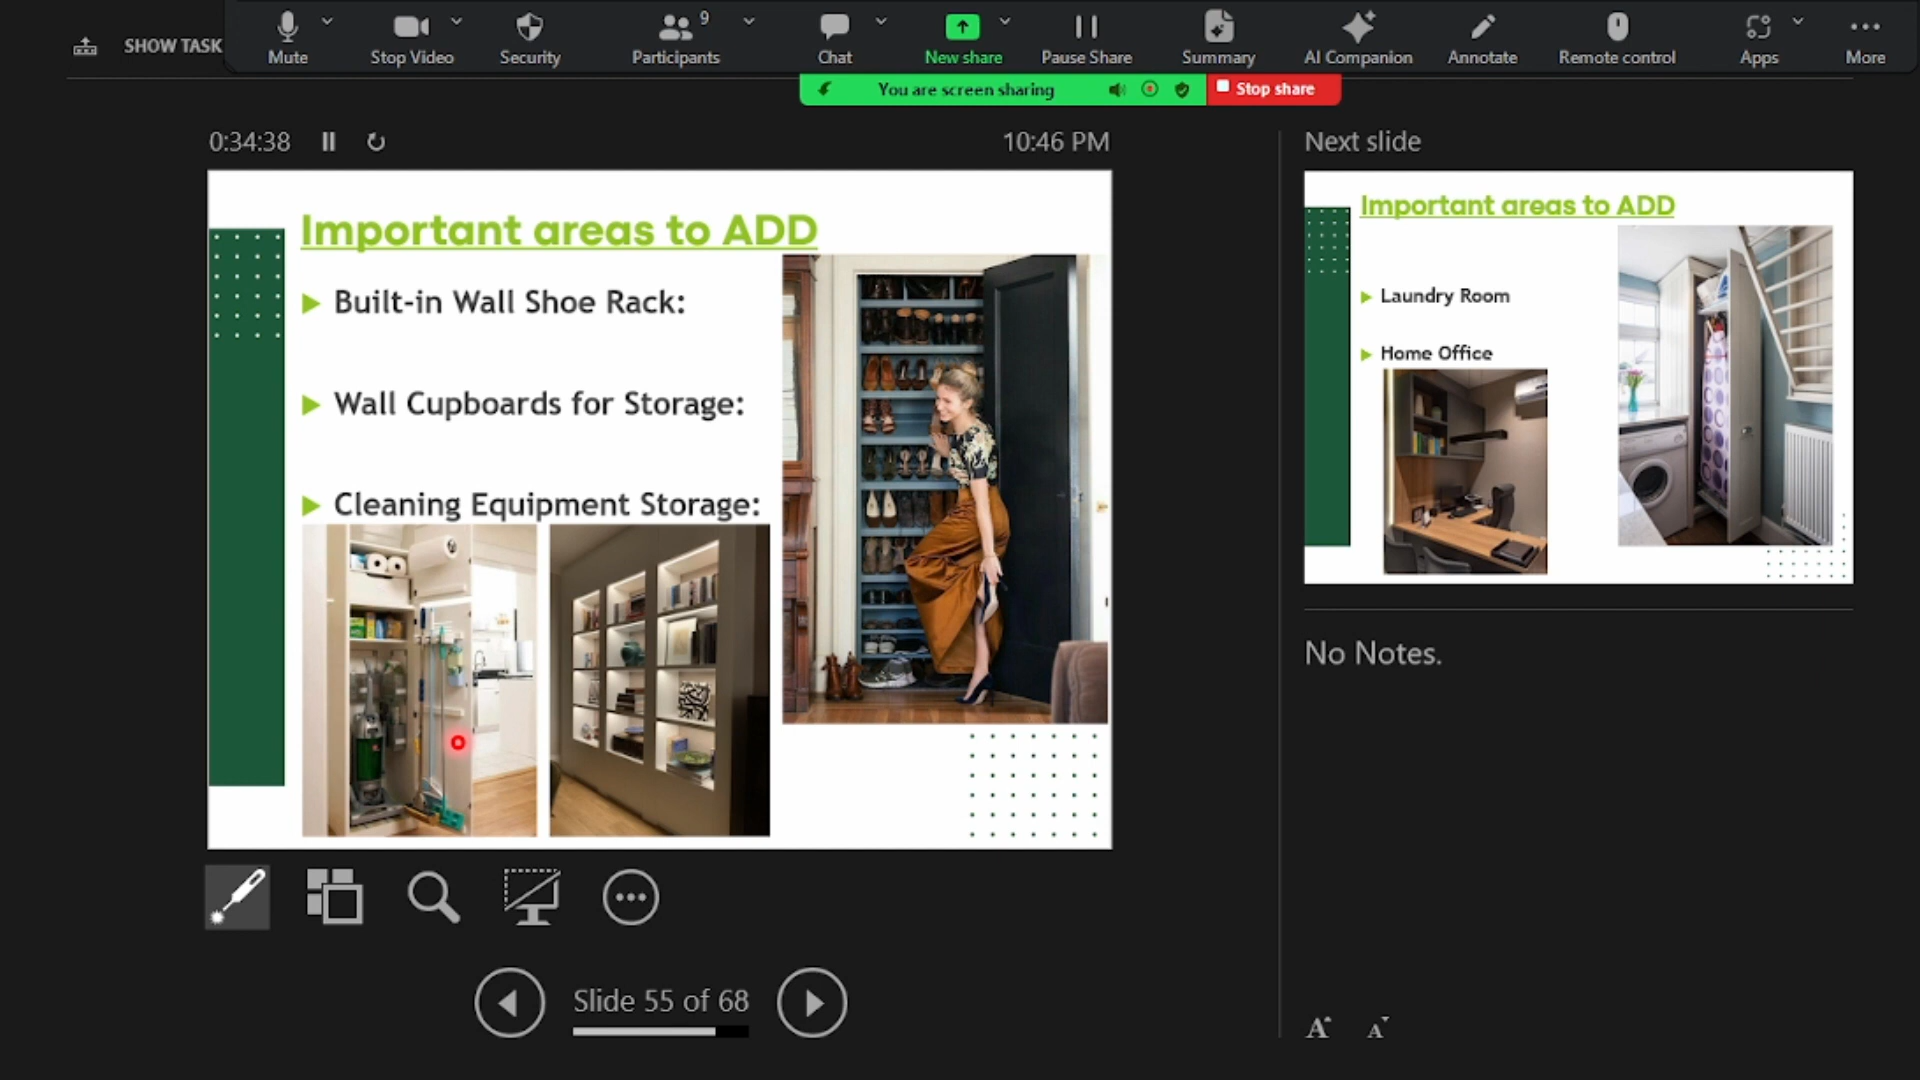 SHOW TASK
Mute
Stop Video
Security
9
Participants
Chat
New share
Pause Share
Summary
AI Companion
Annotate
Remote control
Apps
More
You are screen sharing
Stop share
0:34:38
10:46 PM
Important areas to ADD
Built-in Wall Shoe Rack:
Wall Cupboards for Storage:
Cleaning Equipment Storage:
Slide 55 of 68
Next slide
Important areas to ADD
Laundry Room
Home Office
No Notes.
A A